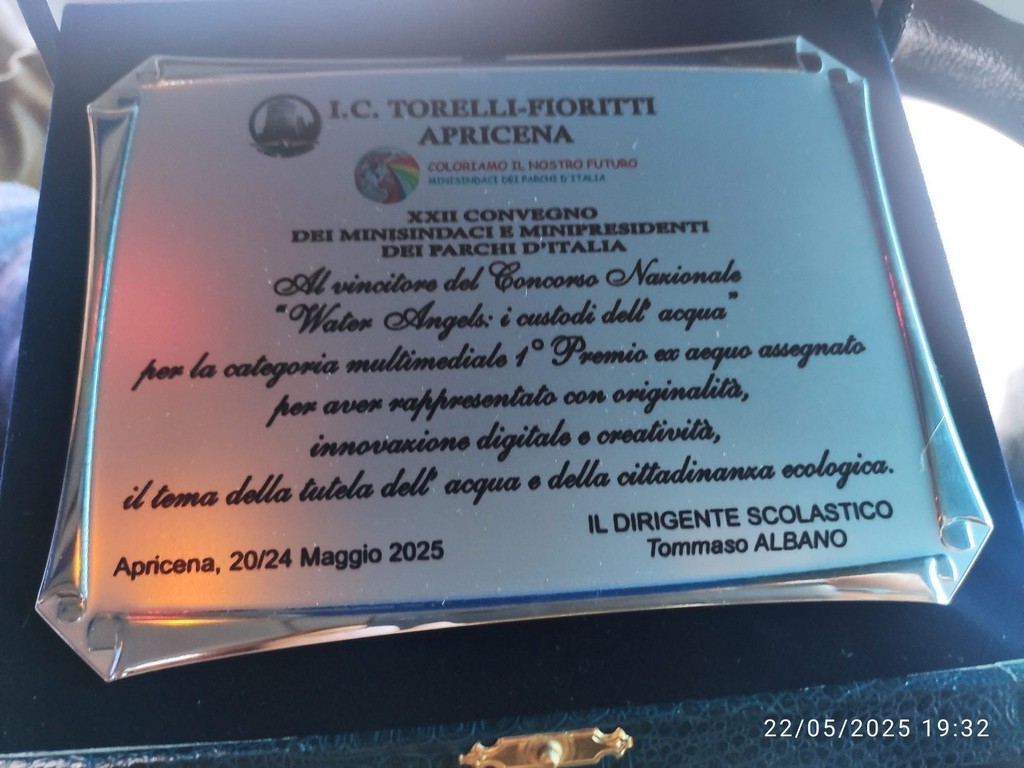 I.C. TORELLI-FIORITTI
APRICENA
COLORIAMO IL NOSTRO FUTURO
MINISINDACI DEI PARCHI D'ITALIA
XXII CONVEGNO
DEI MINISINDACI E MINIPRESIDENTI
DEI PARCHI D'ITALIA
Al vincitore del Concorso Nazionale
"Water Angels: i custodi dell' acqua"
per la categoria multimediale 1° Premio ex aequo assegnato
per aver rappresentato con originalità,
innovazione digitale e creatività,
il tema della tutela dell' acqua e della cittadinanza ecologica.
IL DIRIGENTE SCOLASTICO
Tommaso ALBANO
Apricena, 20/24 Maggio 2025
22/05/2025 19:32